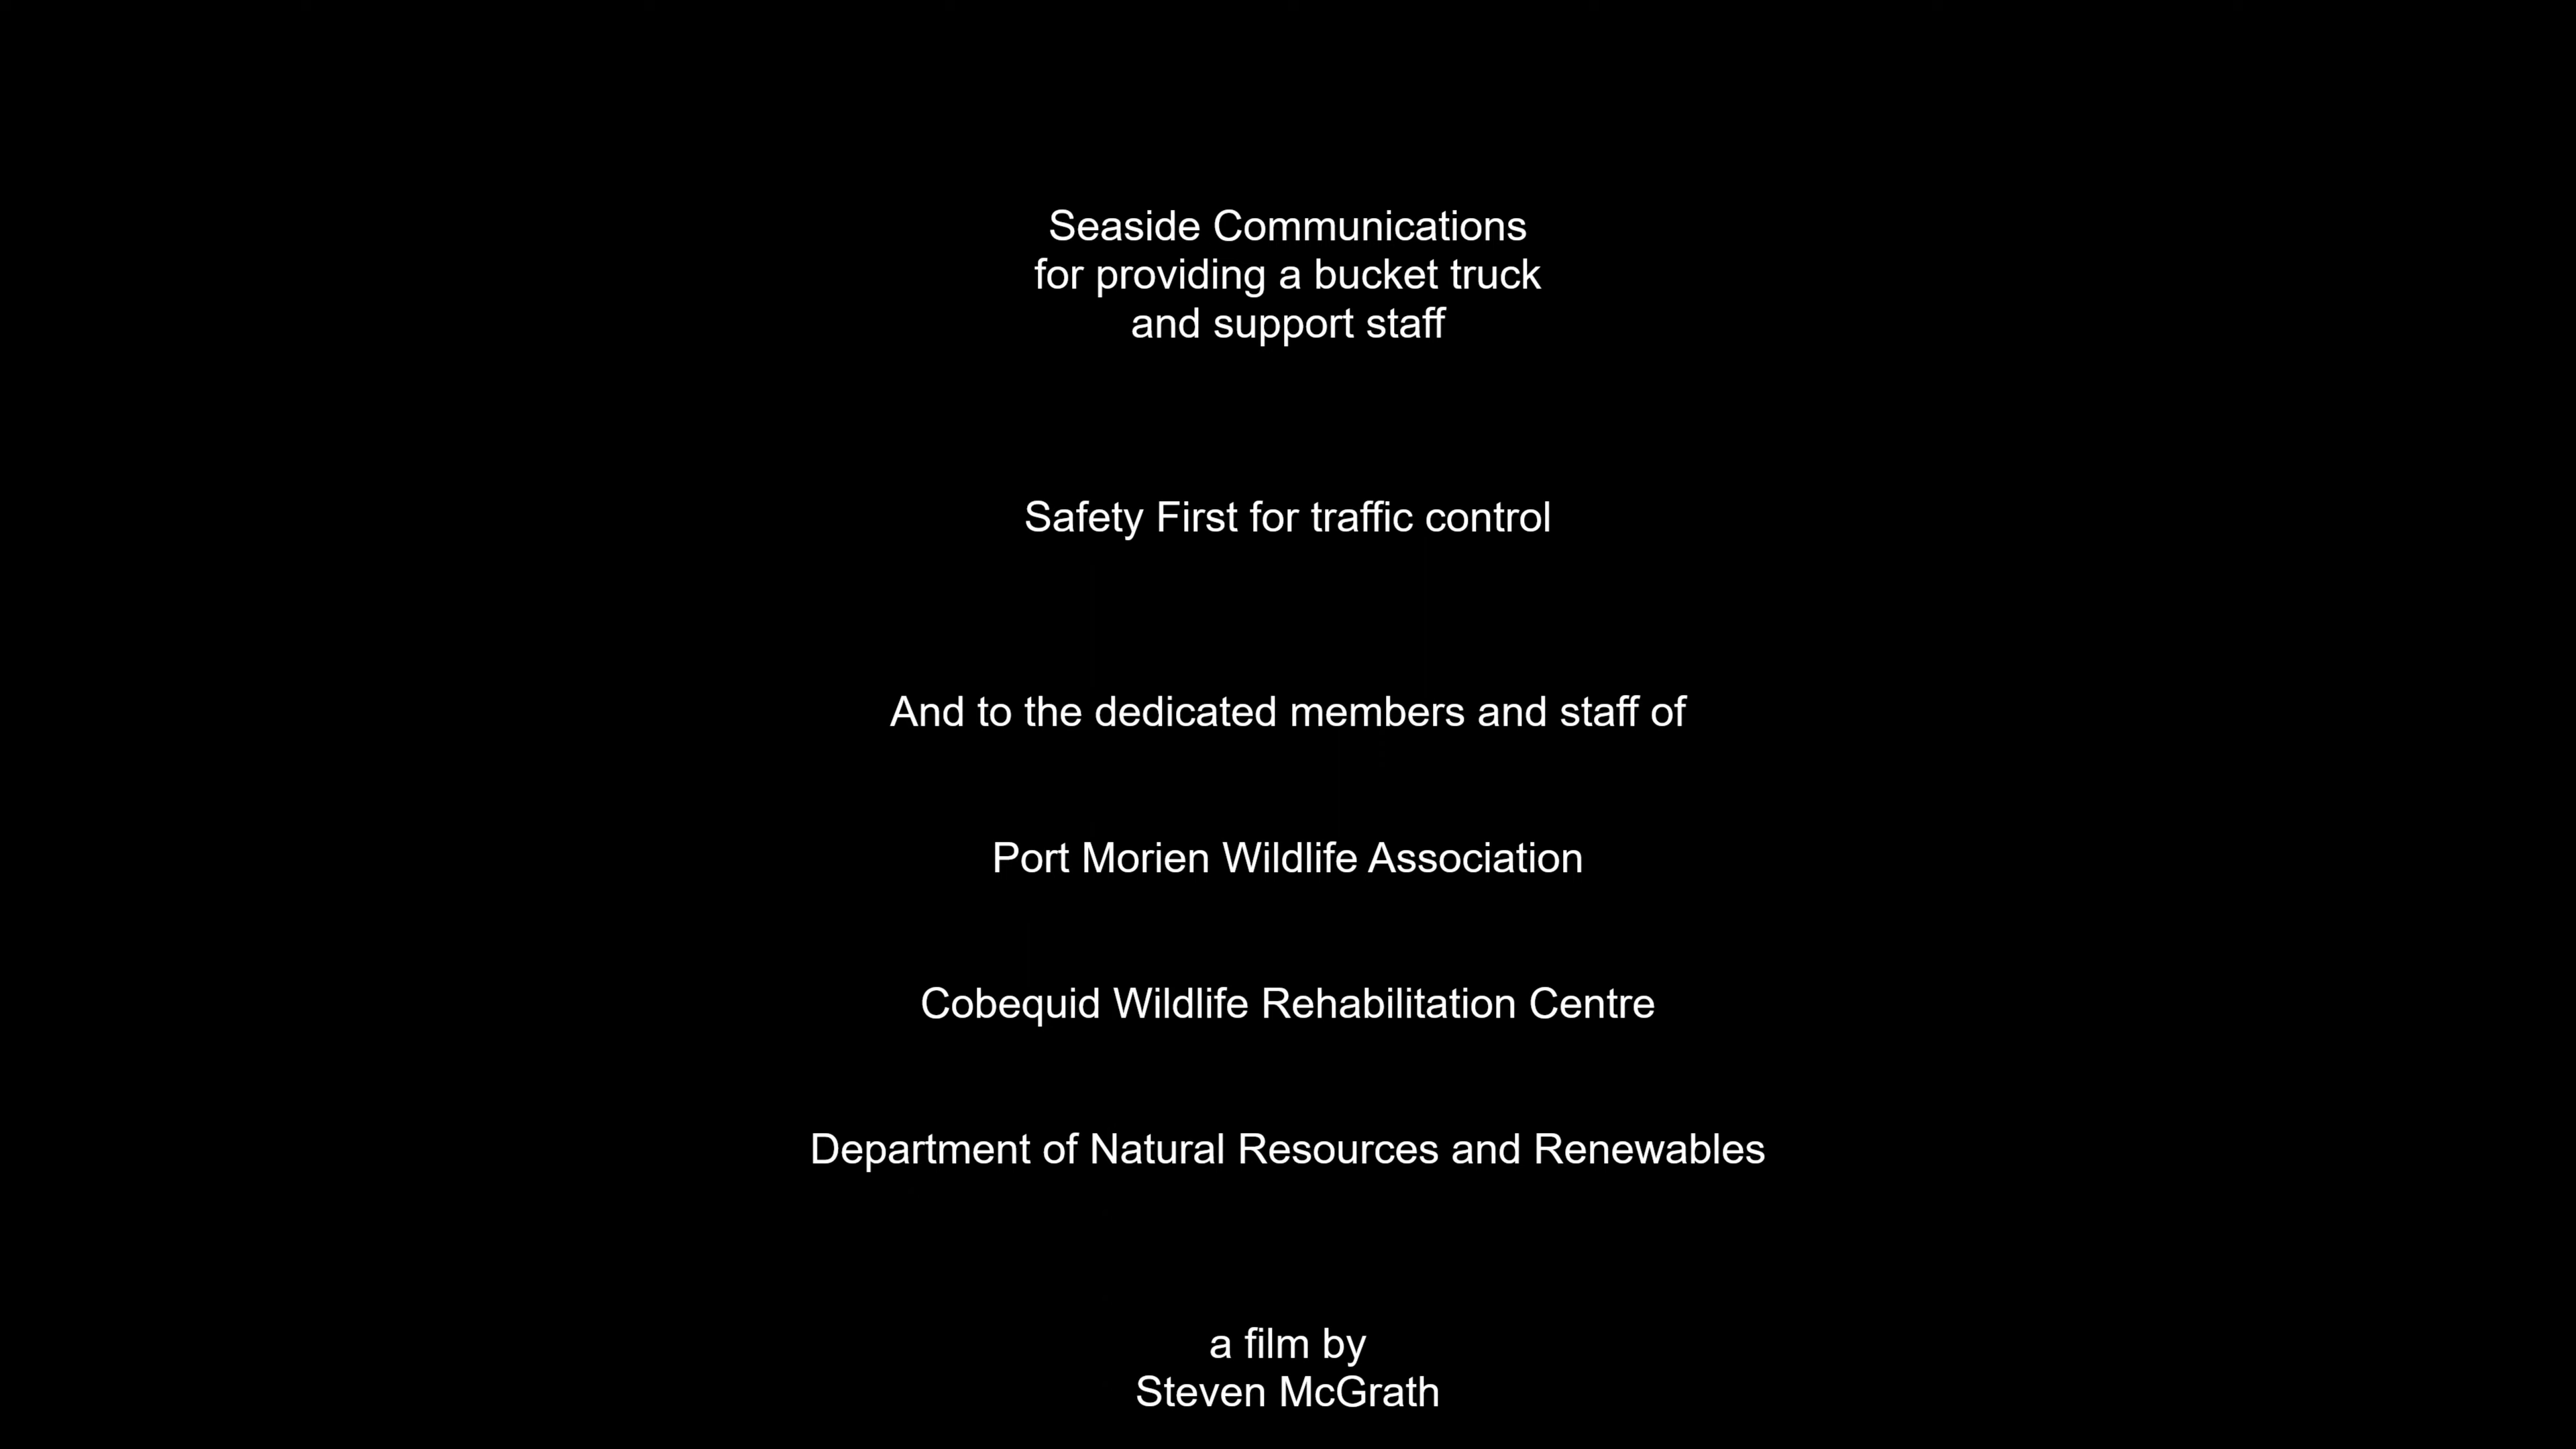 Seaside Communications
for providing a bucket truck
and support staff
Safety First for traffic control
And to the dedicated members and staff of
Port Morien Wildlife Association
Cobequid Wildlife Rehabilitation Centre
Department of Natural Resources and Renewables
a film by
Steven McGrath